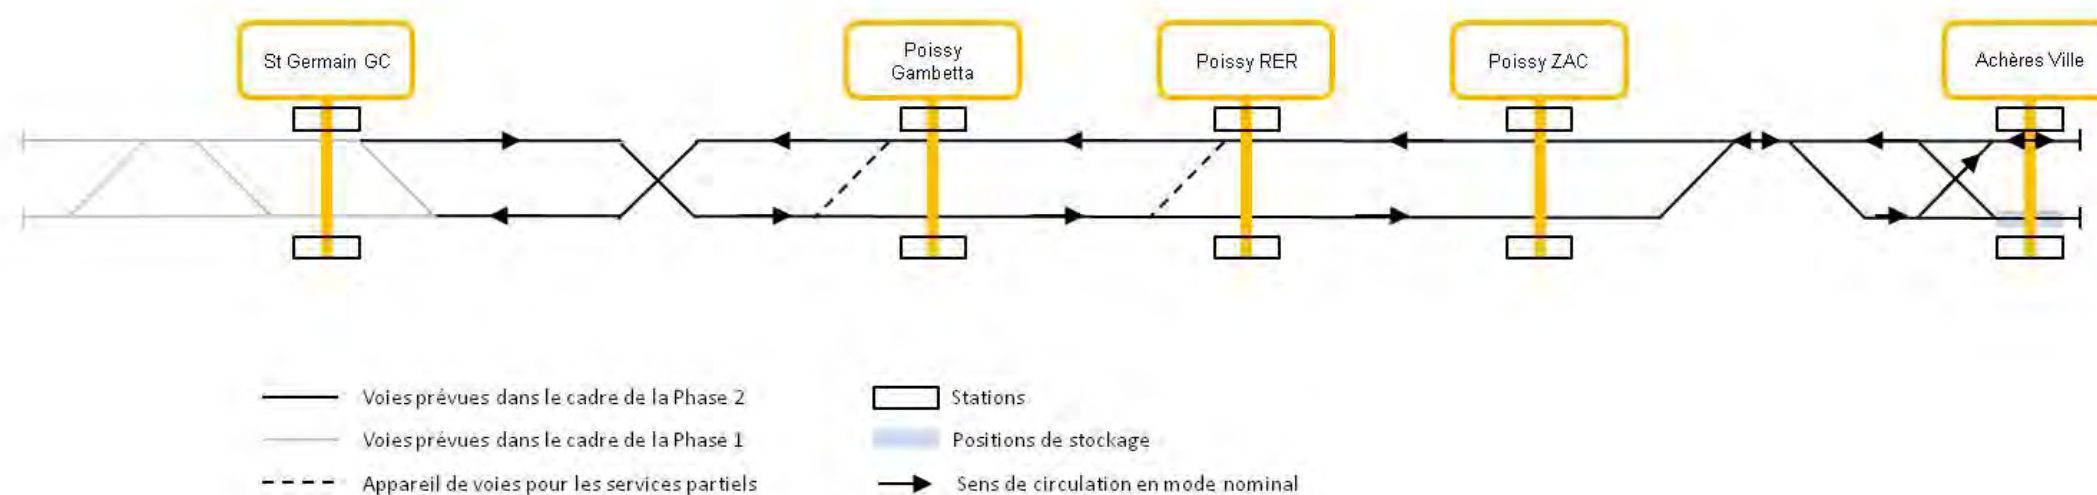 St Germain GC
Poissy
Gambetta
Poissy RER
Poissy ZAC
Achères Ville
Voies prévues dans le cadre de la Phase 2
Stations
Voies prévues dans le cadre de la Phase 1
Positions de stockage
Appareil de voies pour les services partiels
Sens de circulation en mode nominal